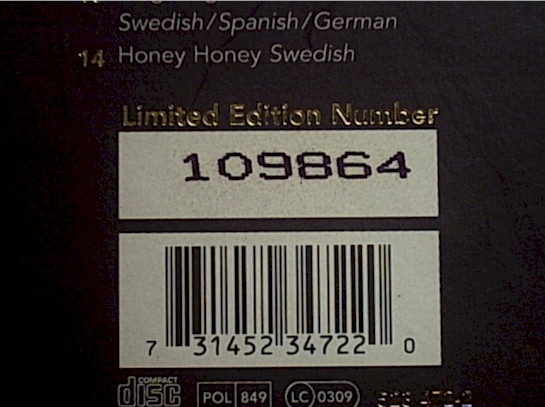 Swedish/Spanish/German
14 Honey Honey Swedish
Limited Edition Number
109864
7 31452 34722 0
COMPACT
disc
POL 849
LC 0309